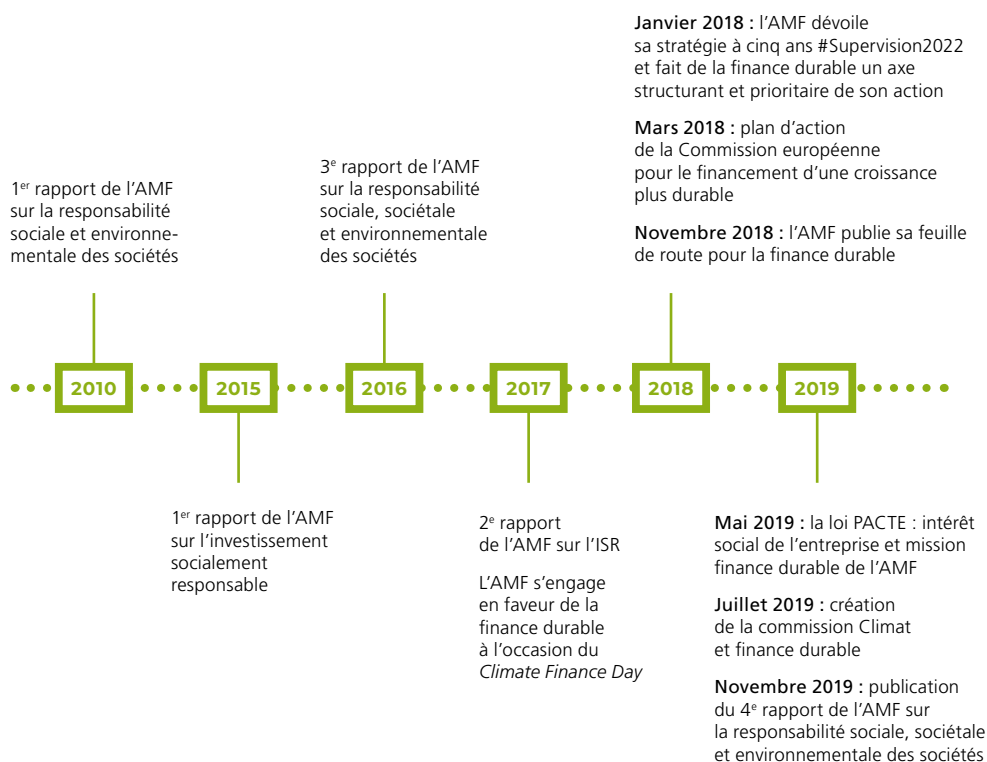 Janvier 2018 : l'AMF dévoile
sa stratégie à cinq ans #Supervision2022
et fait de la finance durable un axe
structurant et prioritaire de son action
Mars 2018 : plan d'action
de la Commission européenne
pour le financement d'une croissance
plus durable
Novembre 2018 : l'AMF publie sa feuille
de route pour la finance durable
3e rapport de l'AMF
sur la responsabilité
sociale, sociétale
et environnementale
des sociétés
1er rapport de l'AMF
sur la responsabilité
sociale et environne-
mentale des sociétés
2010
2015
2016
2017
2018
2019
1er rapport de l'AMF
sur l'investissement
socialement
responsable
2e rapport
de l'AMF sur l'ISR
L'AMF s'engage
en faveur de la
finance durable
à l'occasion du
Climate Finance Day
Mai 2019 : la loi PACTE : intérêt
social de l'entreprise et mission
finance durable de l'AMF
Juillet 2019 : création
de la commission Climat
et finance durable
Novembre 2019 : publication
du 4e rapport de l'AMF sur
la responsabilité sociale, sociétale
et environnementale des sociétés